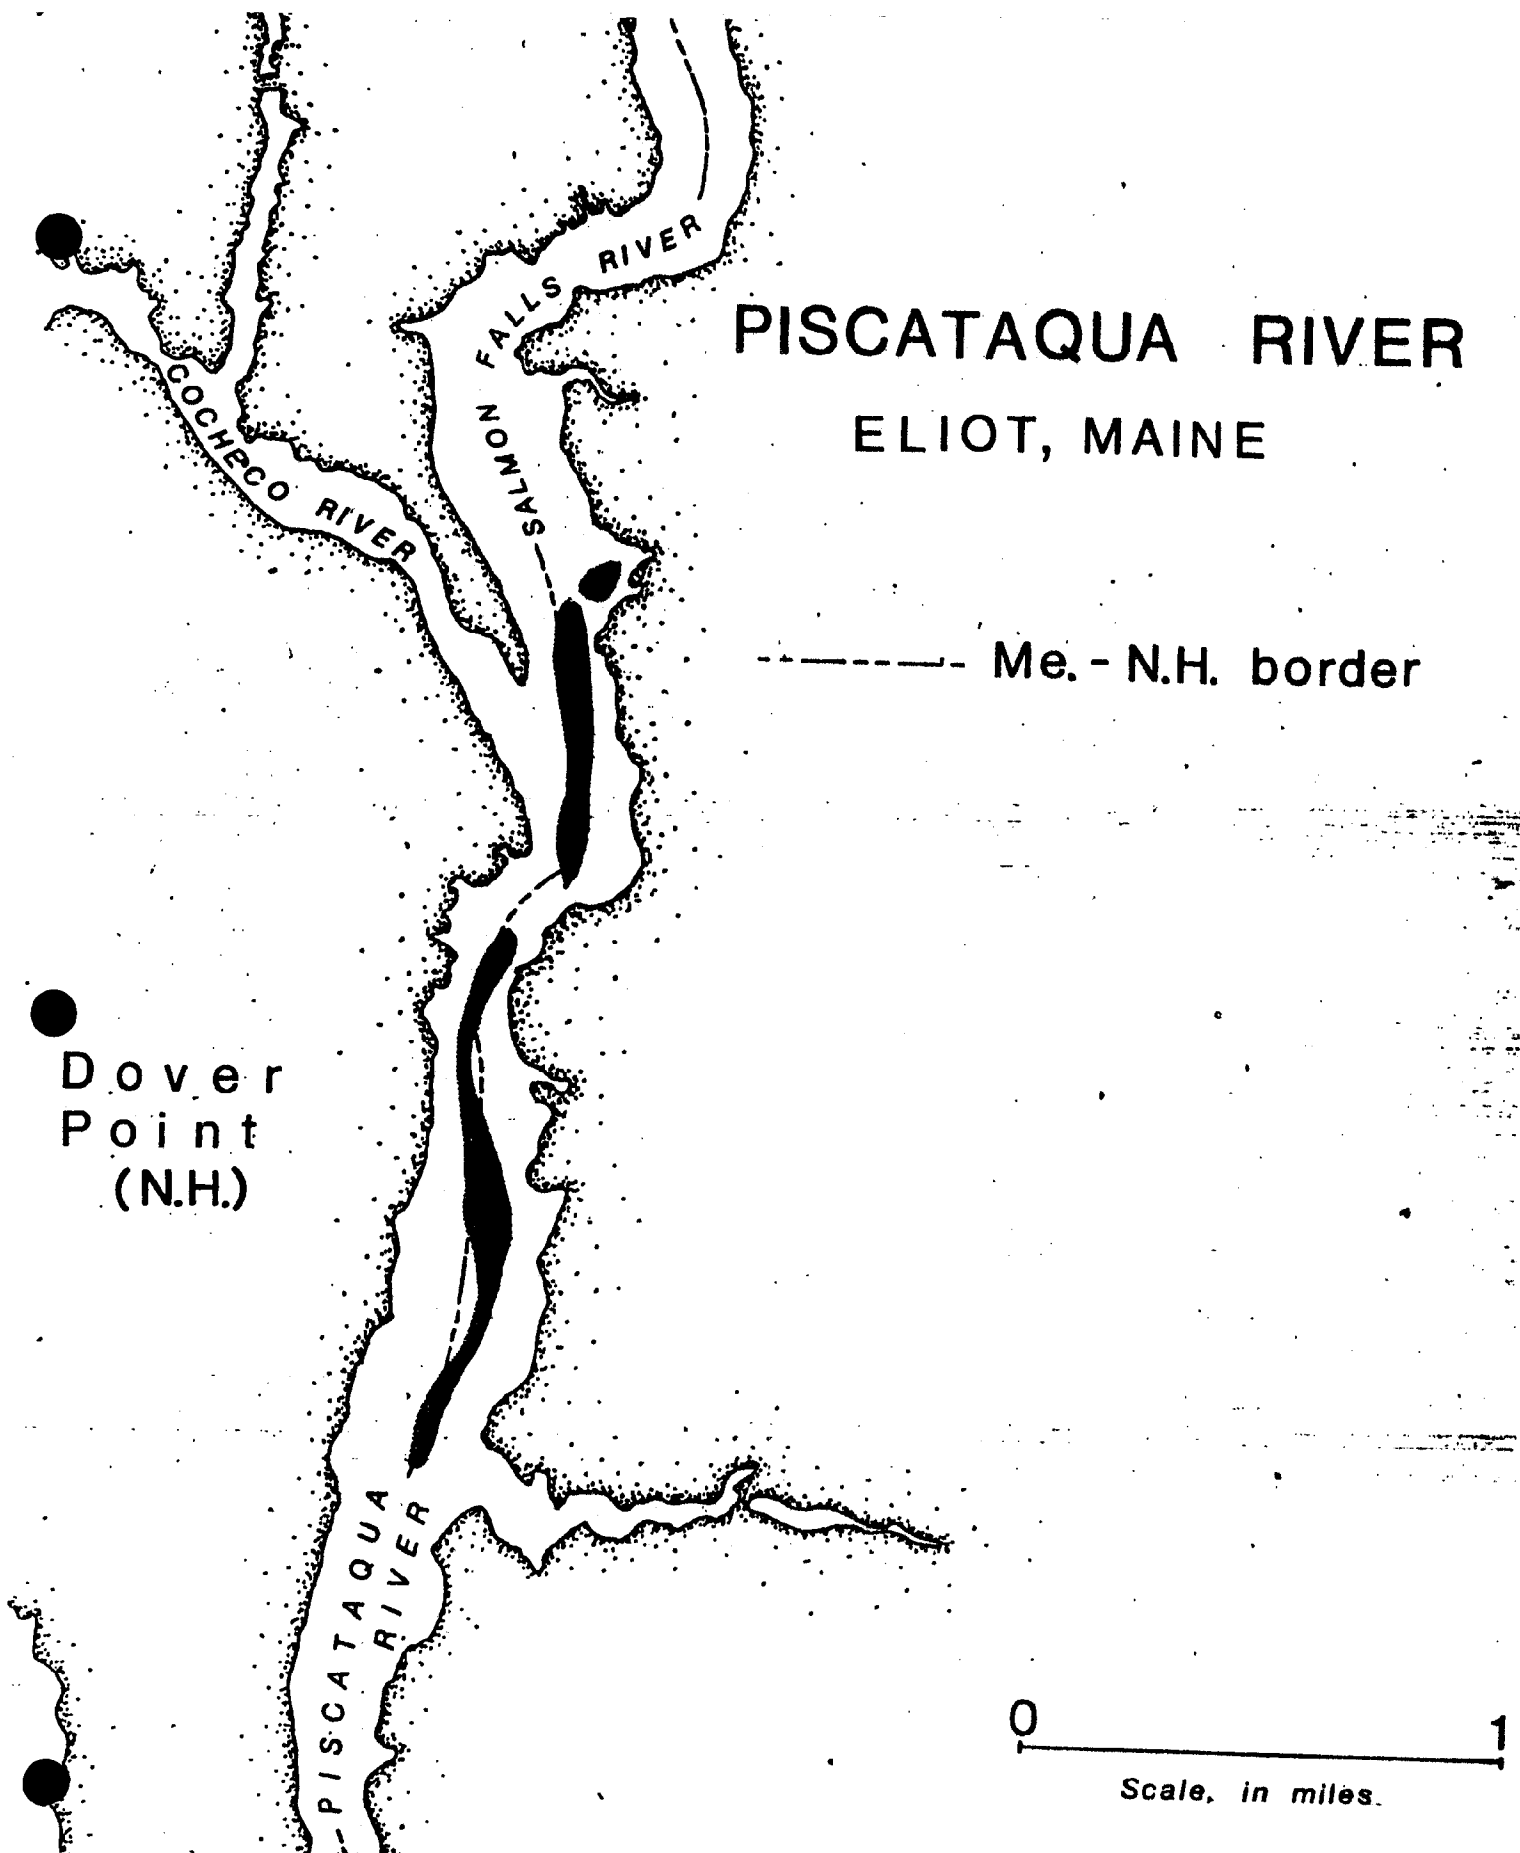 PISCATAQUA RIVER
ELIOT, MAINE
SALMON FALLS RIVER
COCHECO RIVER
Me. - N.H. border
Dover
Point
(N.H.)
PISCATAQUA
RIVER
0 1
Scale, in miles.